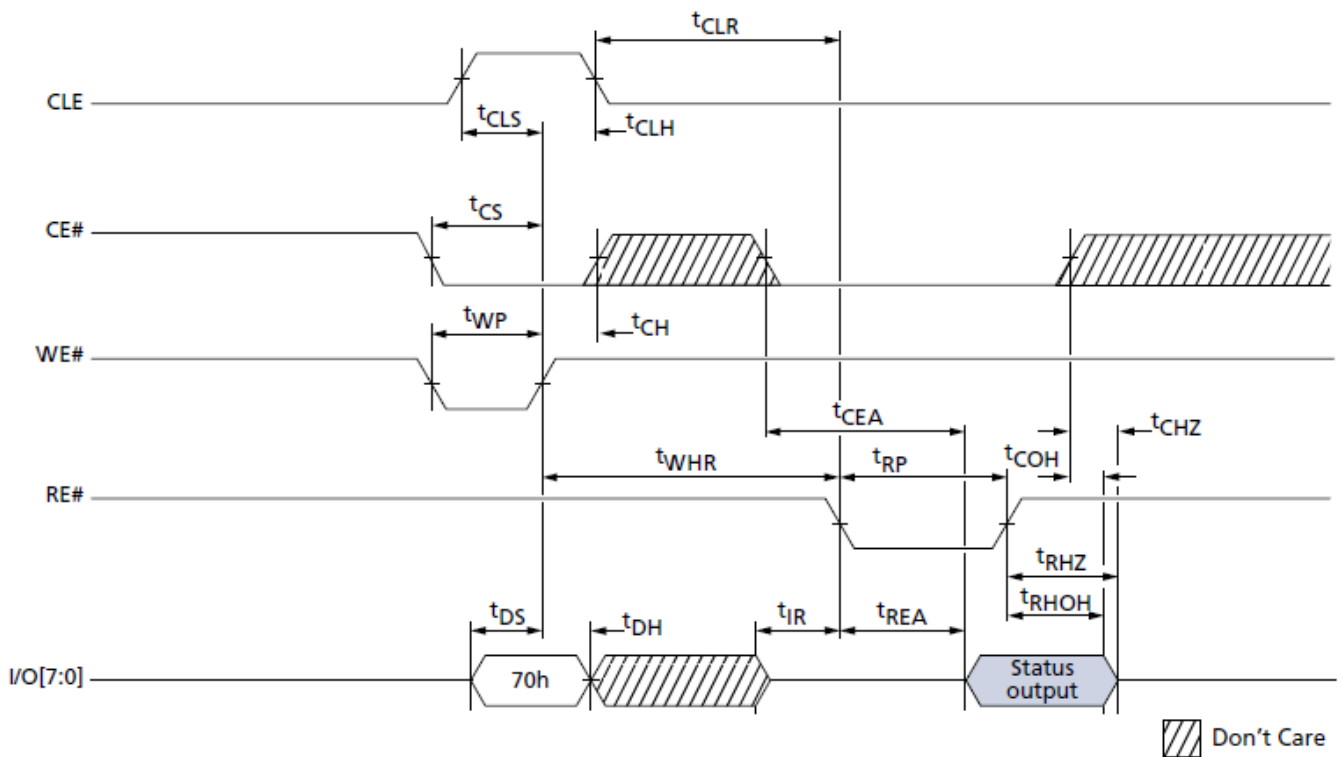 tCLR
CLE
tCLS
tCLH
tCS
CE#
tWP
tCH
WE#
tCEA
tCHZ
tWHR
tRP
tCOH
RE#
tRHZ
tDS
tDH
tIR
tREA
tRHOH
I/O[7:0]
70h
Status
output
Don't Care